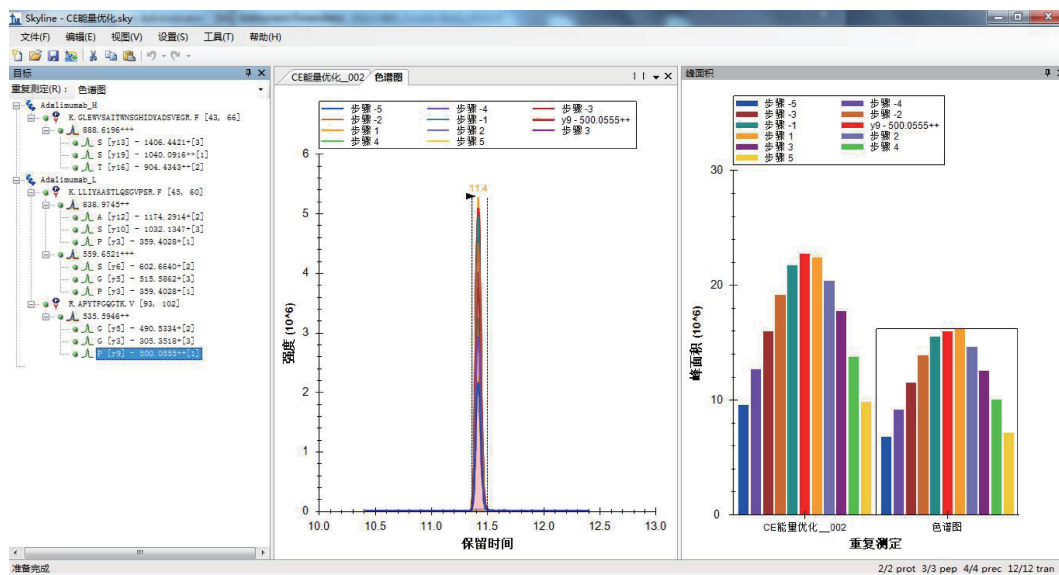 Skyline - CE能量优化.sky
文件(F) 编辑(E) 视图(V) 设置(S) 工具(T) 帮助(H)
目标
重复测定(R): 色谱图
Adalimumab_H
K.GLEWVSAITWNSGHIDYADSVEGR.F [43, 66]
888.6196+++
S [y13] - 1406.4421+[3]
S [y19] - 1040.0916++[1]
T [y16] - 904.4343++[2]
Adalimumab_L
K.LLIYAASTLQSGVPSR.F [45, 60]
838.9745++
A [y12] - 1174.2914+[2]
S [y10] - 1032.1347+[3]
P [y3] - 359.4028+[1]
559.6521+++
S [y6] - 602.6640+[2]
G [y5] - 515.5862+[3]
P [y3] - 359.4028+[1]
R.APYTFGQGTK.V [93, 102]
535.5946++
G [y5] - 490.5334+[2]
G [y3] - 305.3518+[3]
P [y9] - 500.0555++[1]
CE能量优化__002 色谱图
步骤 -5 步骤 -4 步骤 -3
步骤 -2 步骤 -1 y9 - 500.0555++
步骤 1 步骤 2 步骤 3
步骤 4 步骤 5
11.4
强度 (10^6)
6
5
4
3
2
1
0
10.0 10.5 11.0 11.5 12.0 12.5 13.0
保留时间
峰面积
步骤 -5 步骤 -4
步骤 -3 步骤 -2
步骤 -1 y9 - 500.0555++
步骤 1 步骤 2
步骤 3 步骤 4
步骤 5
峰面积 (10^6)
30
20
10
0
CE能量优化__002 色谱图
重复测定
准备完成
2/2 prot 3/3 pep 4/4 prec 12/12 tran